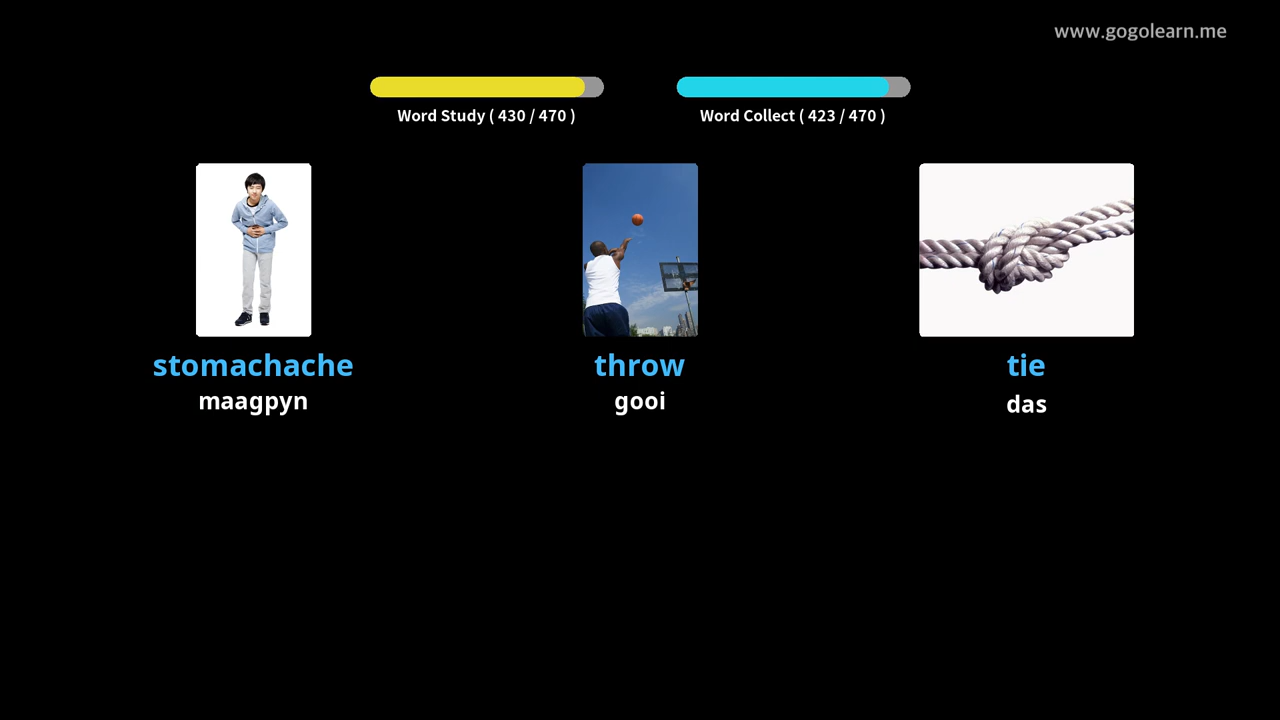 www.gogolearn.me
Word Study ( 430 / 470 )
Word Collect ( 423 / 470 )
stomachache
maagpyn
throw
gooi
tie
das